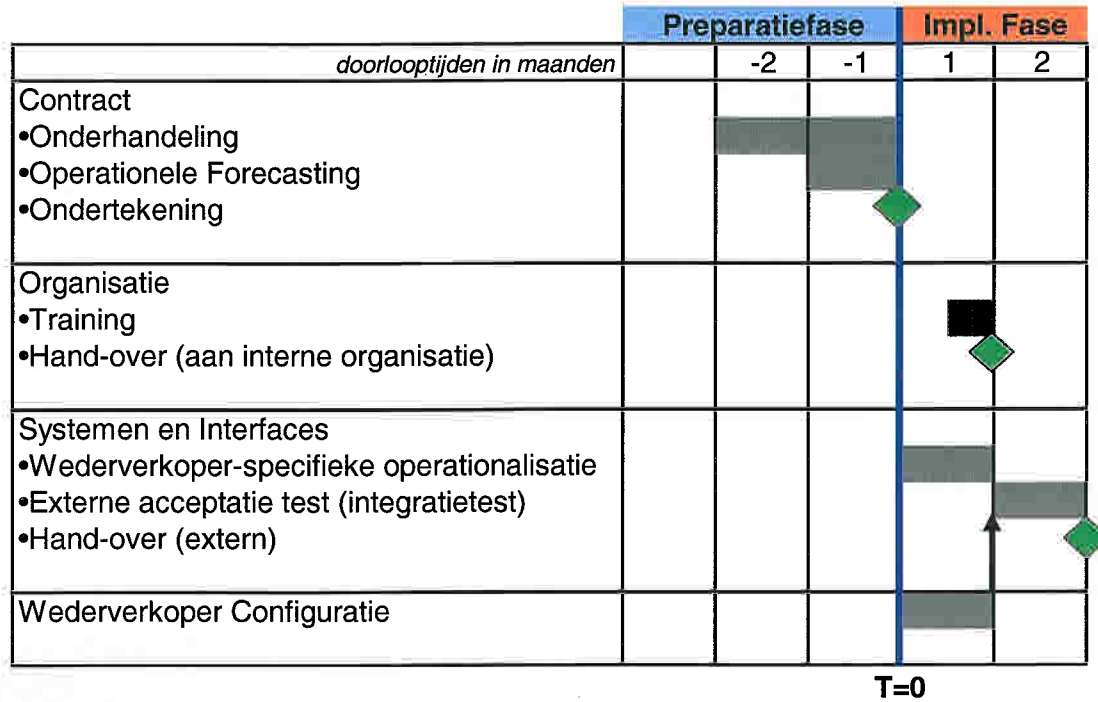 Preparatiefase Impl. Fase
doorlooptijden in maanden -2 -1 1 2
Contract
•Onderhandeling
•Operationele Forecasting
•Ondertekening
Organisatie
•Training
•Hand-over (aan interne organisatie)
Systemen en Interfaces
•Wederverkoper-specifieke operationalisatie
•Externe acceptatie test (integratietest)
•Hand-over (extern)
Wederverkoper Configuratie
T=0